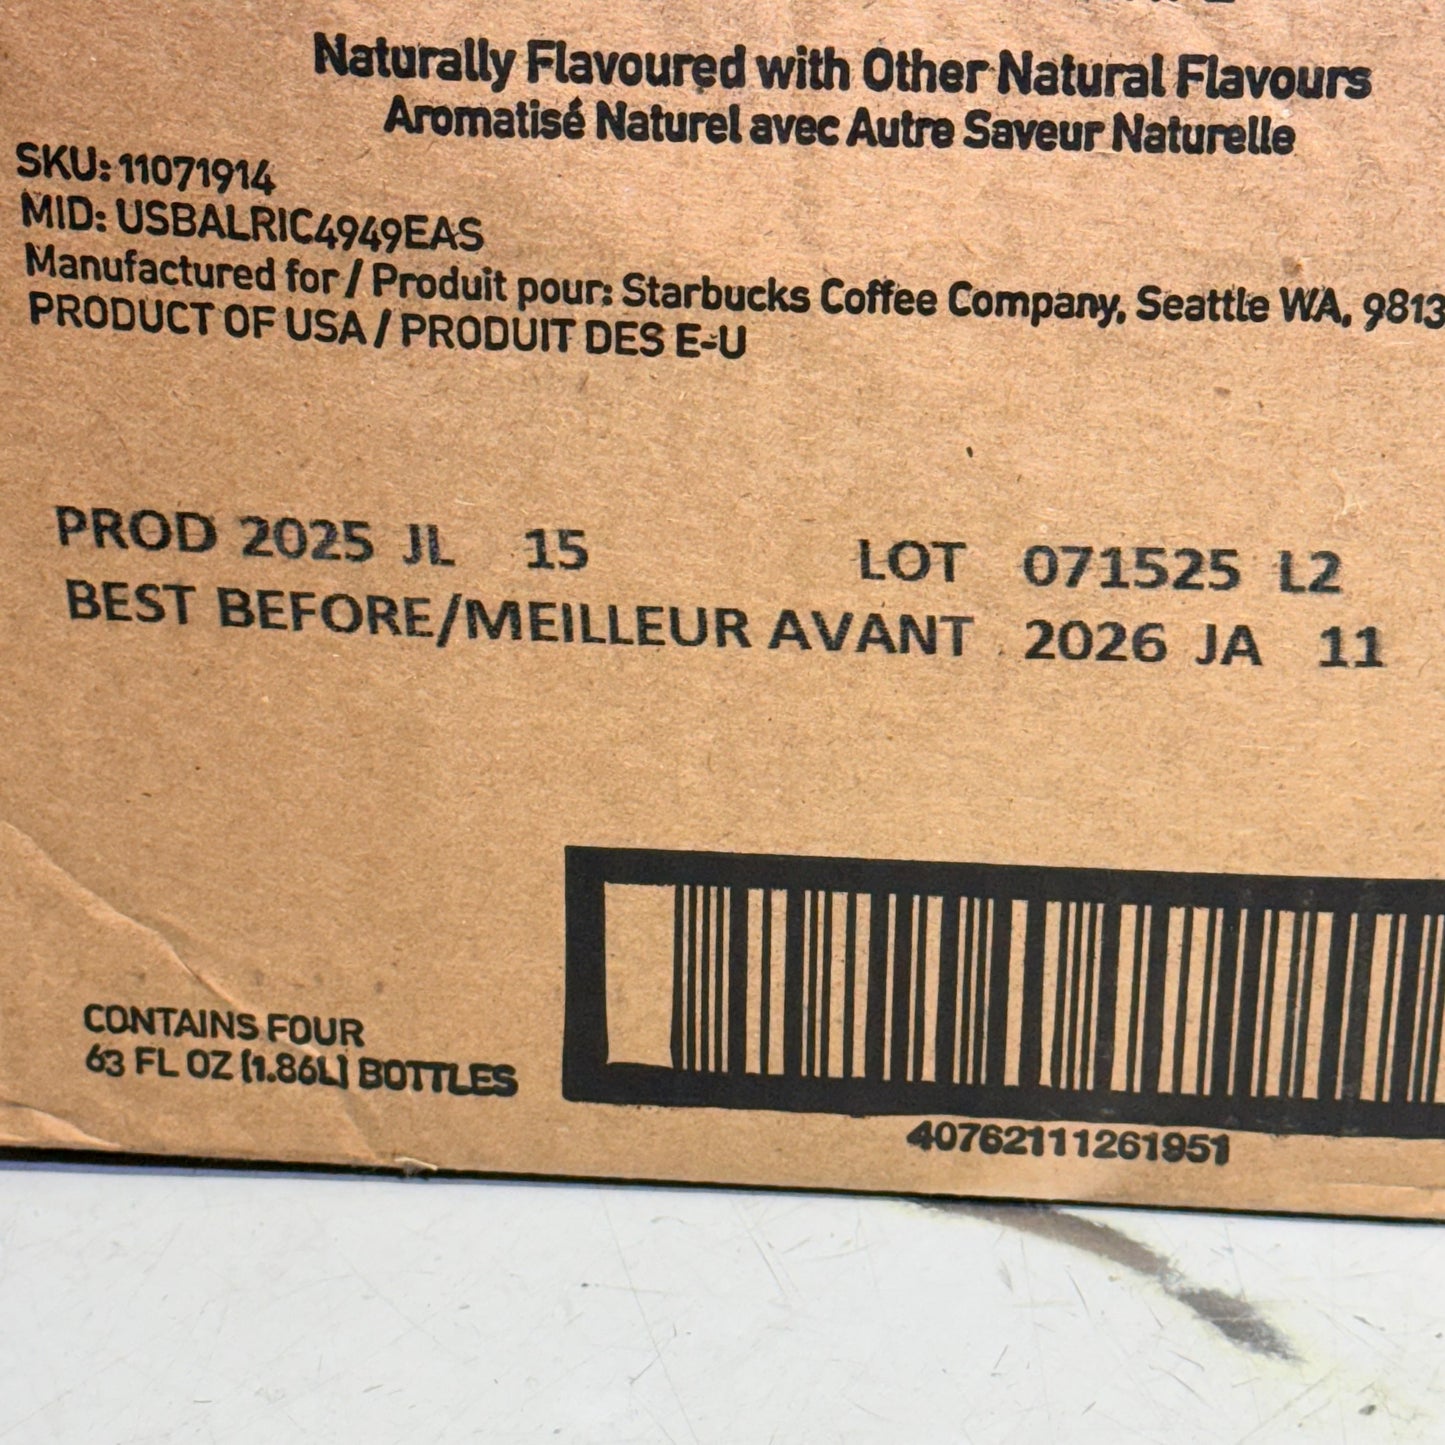 Naturally Flavoured with Other Natural Flavours
Aromatisé Naturel avec Autre Saveur Naturelle
SKU: 11071914
MID: USBALRIC4949EAS
Manufactured for / Produit pour: Starbucks Coffee Company, Seattle WA, 9813
PRODUCT OF USA / PRODUIT DES E-U
PROD 2025 JL 15 LOT 071525 L2
BEST BEFORE/MEILLEUR AVANT 2026 JA 11
CONTAINS FOUR
63 FL OZ (1.86L) BOTTLES
40762111261951